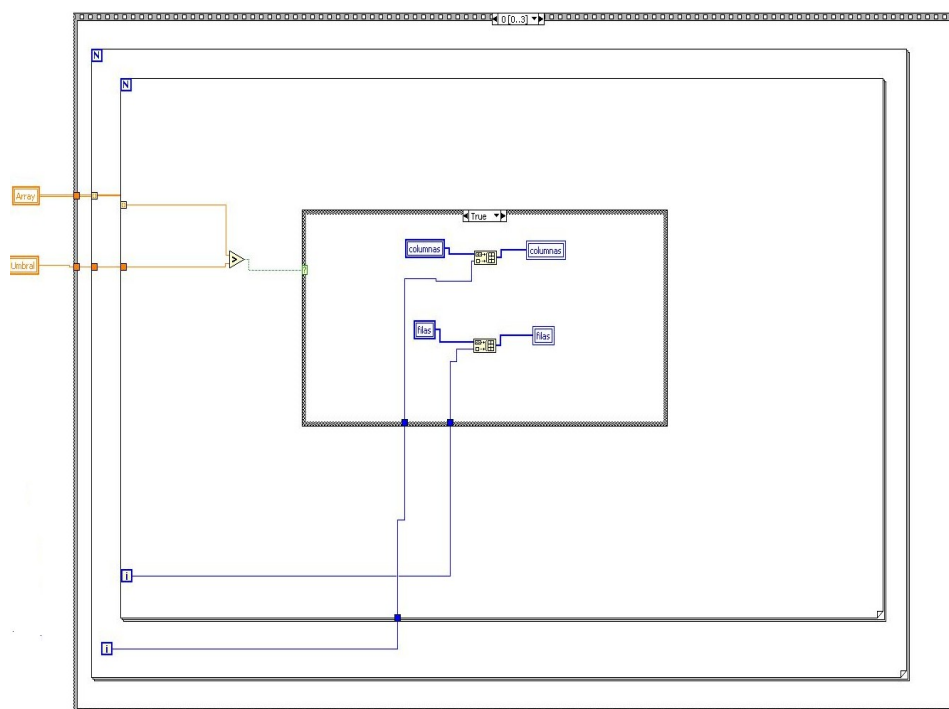 0 [0..3]
N
N
Array
True
columnas
columnas
Umbral
filas
filas
i
i